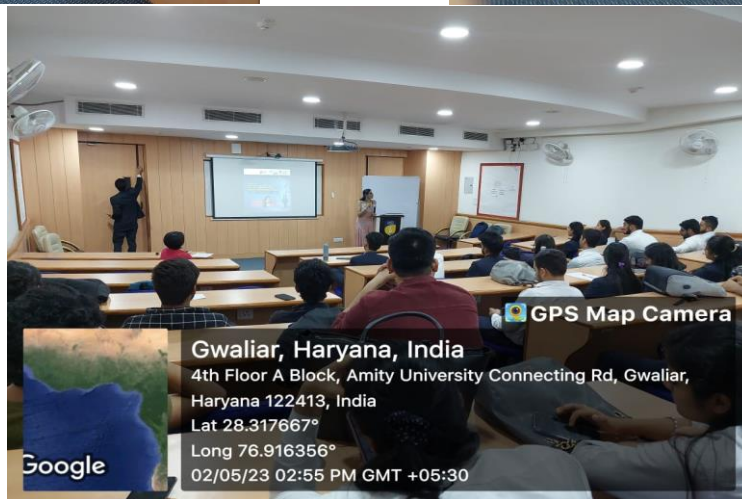 GPS Map Camera
Gwaliar, Haryana, India
4th Floor A Block, Amity University Connecting Rd, Gwaliar,
Haryana 122413, India
Lat 28.317667°
Long 76.916356°
02/05/23 02:55 PM GMT +05:30
Google